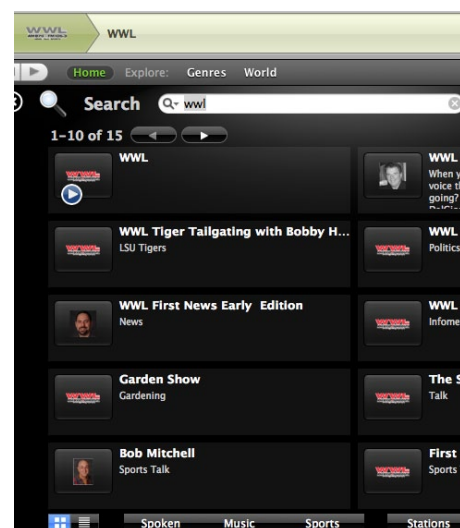 WWL
WWL
Home Explore: Genres World
Search wwl
1-10 of 15
WWL
WWL Tiger Tailgating with Bobby H...
LSU Tigers
WWL First News Early Edition
News
Garden Show
Gardening
Bob Mitchell
Sports Talk
WWL
When y
voice th
going?
WWL
Politics
WWL
Infome
The S
Talk
First
Sports
Spoken Music Sports Stations